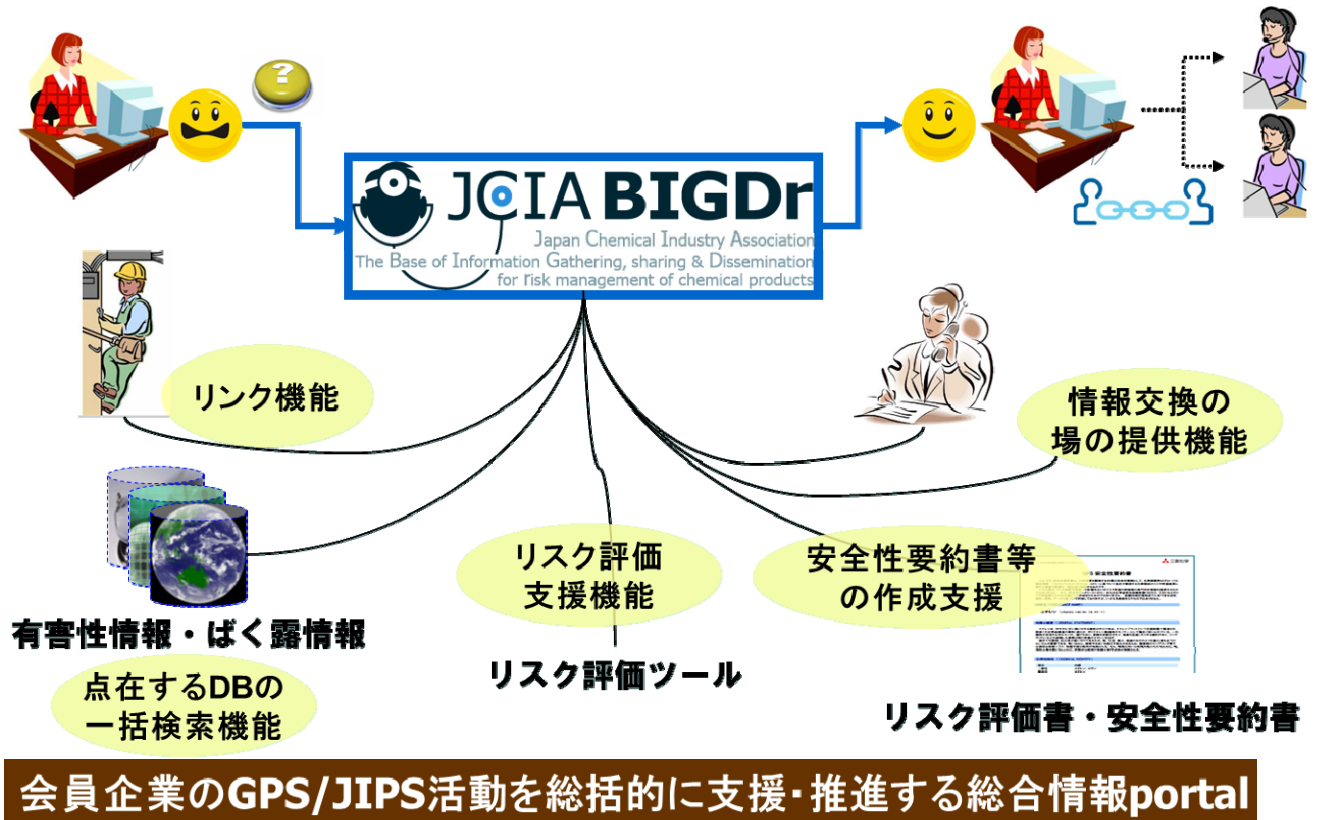 ?
JCIA BIGDr
Japan Chemical Industry Association
The Base of Information Gathering, sharing & Dissemination
for risk management of chemical products
リンク機能
情報交換の
場の提供機能
リスク評価
支援機能
安全性要約書等
の作成支援
安全性要約書
有害性情報・ばく露情報
リスク評価ツール
点在するDBの
一括検索機能
リスク評価書・安全性要約書
会員企業のGPS/JIPS活動を総括的に支援・推進する総合情報portal